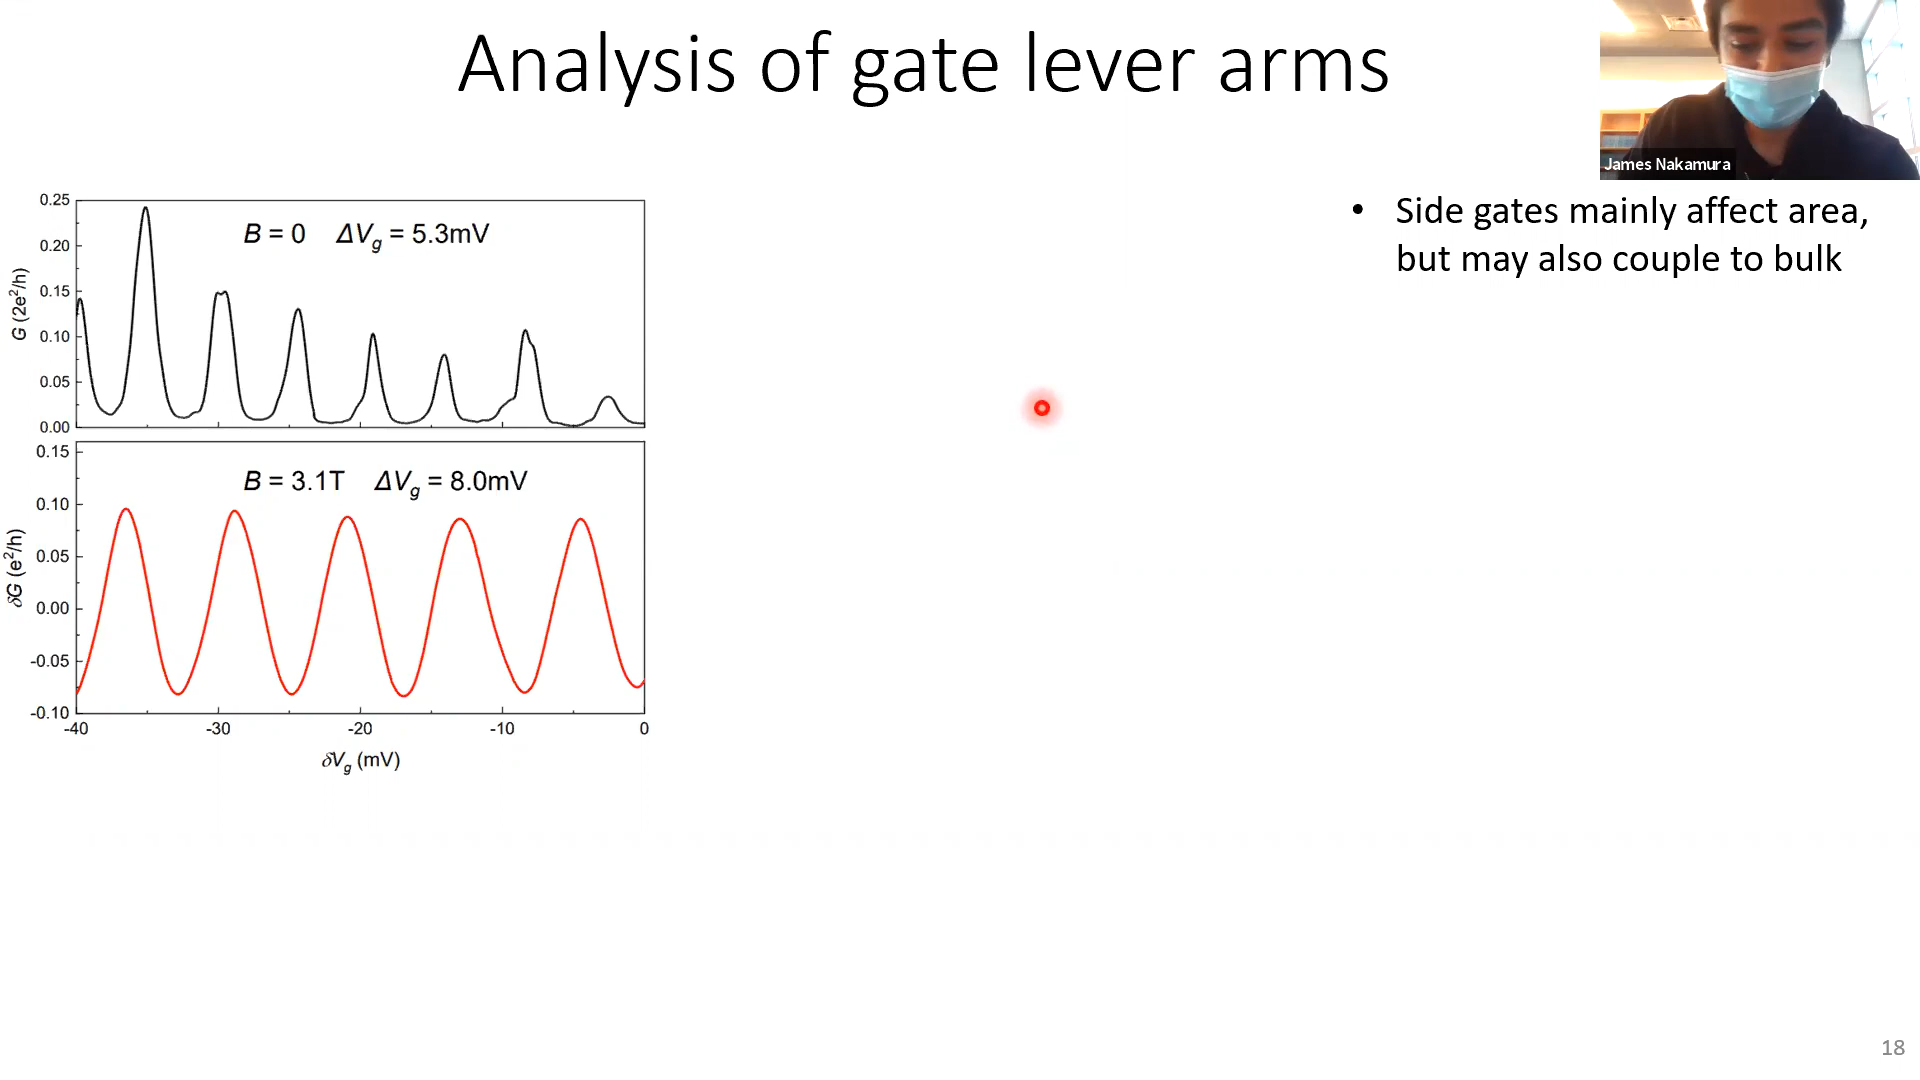 Analysis of gate lever arms
James Nakamura
• Side gates mainly affect area,
but may also couple to bulk
B = 0 ΔVg = 5.3mV
G (2e²/h)
0.25
0.20
0.15
0.10
0.05
0.00
B = 3.1T ΔVg = 8.0mV
δG (e²/h)
0.15
0.10
0.05
0.00
-0.05
-0.10
-40 -30 -20 -10 0
δVg (mV)
18